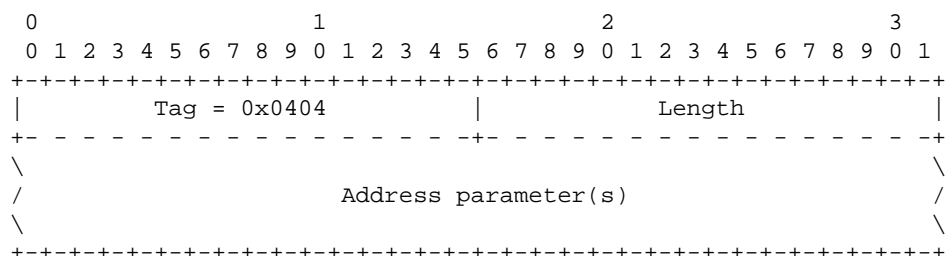 0                   1                   2                   3
 0 1 2 3 4 5 6 7 8 9 0 1 2 3 4 5 6 7 8 9 0 1 2 3 4 5 6 7 8 9 0 1
+-+-+-+-+-+-+-+-+-+-+-+-+-+-+-+-+-+-+-+-+-+-+-+-+-+-+-+-+-+-+-+-+
|         Tag = 0x0404          |            Length             |
+- - - - - - - - - - - - - - - -+- - - - - - - - - - - - - - - -+
\                                                               \
/                      Address parameter(s)                     /
\                                                               \
+-+-+-+-+-+-+-+-+-+-+-+-+-+-+-+-+-+-+-+-+-+-+-+-+-+-+-+-+-+-+-+-+